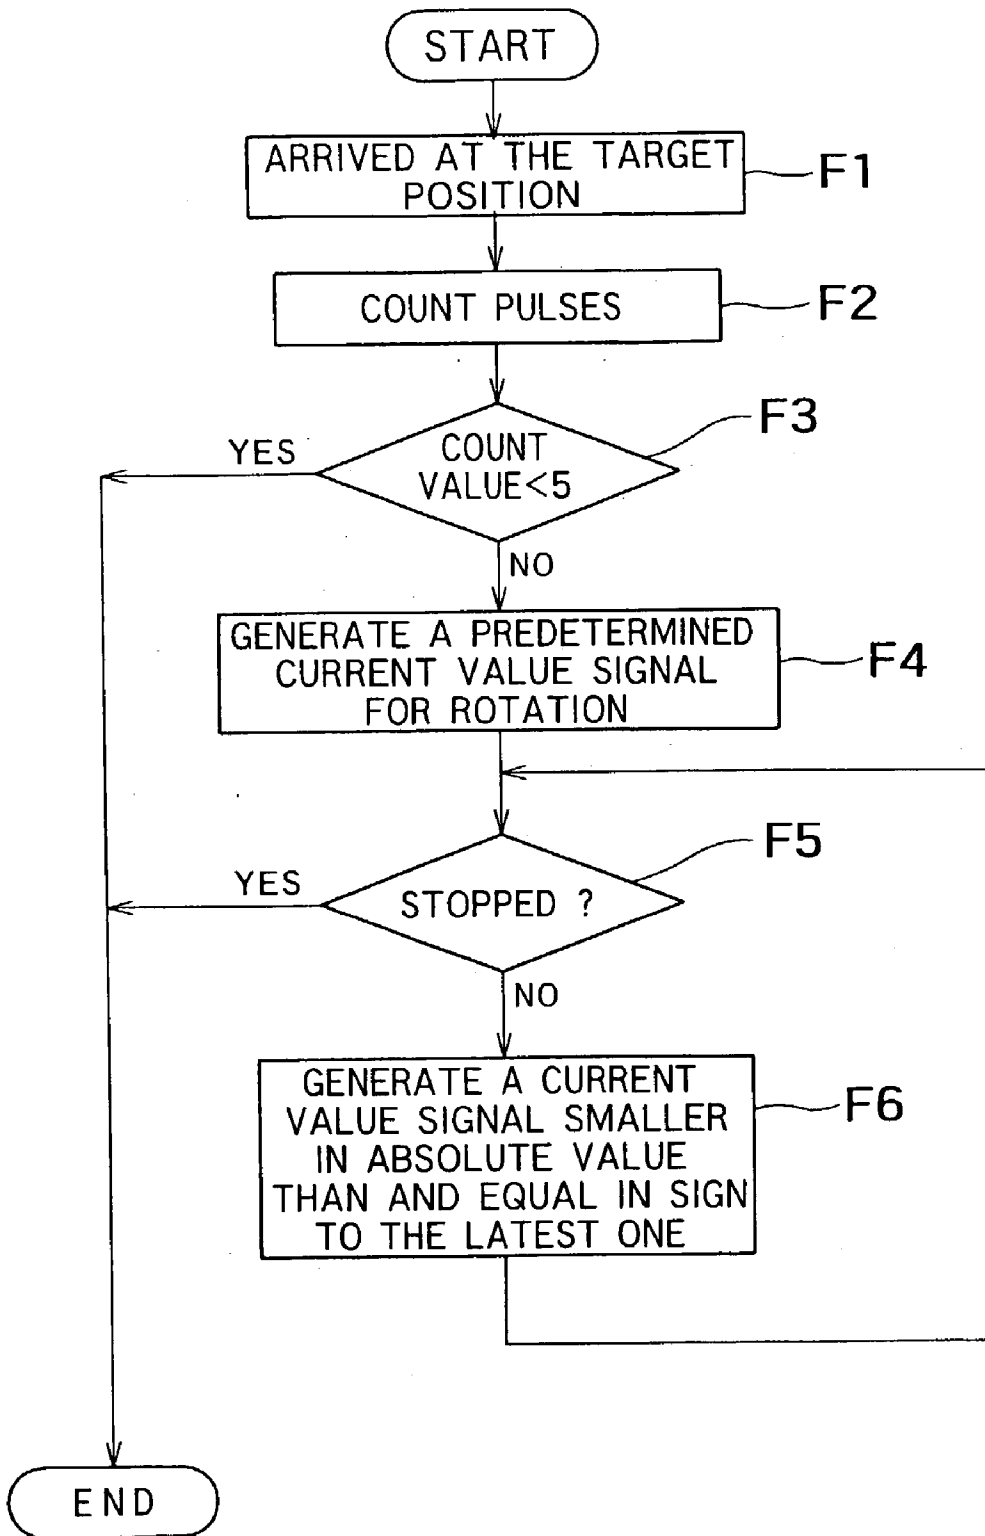 START
ARRIVED AT THE TARGET
POSITION
F1
COUNT PULSES
F2
F3
COUNT
VALUE<5
YES
NO
GENERATE A PREDETERMINED
CURRENT VALUE SIGNAL
FOR ROTATION
F4
F5
STOPPED ?
YES
NO
GENERATE A CURRENT
VALUE SIGNAL SMALLER
IN ABSOLUTE VALUE
THAN AND EQUAL IN SIGN
TO THE LATEST ONE
F6
END